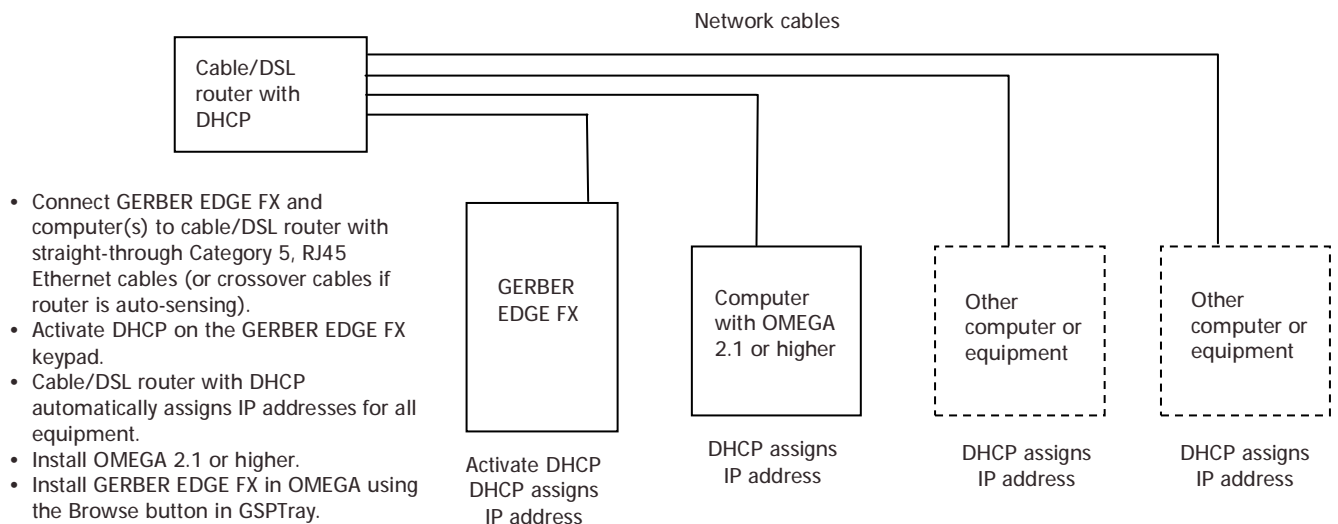 Network cables
Cable/DSL
router with
DHCP
• Connect GERBER EDGE FX and
computer(s) to cable/DSL router with
straight-through Category 5, RJ45
Ethernet cables (or crossover cables if
router is auto-sensing).
• Activate DHCP on the GERBER EDGE FX
keypad.
• Cable/DSL router with DHCP
automatically assigns IP addresses for all
equipment.
• Install OMEGA 2.1 or higher.
• Install GERBER EDGE FX in OMEGA using
the Browse button in GSPTray.
GERBER
EDGE FX
Activate DHCP
DHCP assigns
IP address
Computer
with OMEGA
2.1 or higher
DHCP assigns
IP address
Other
computer or
equipment
DHCP assigns
IP address
Other
computer or
equipment
DHCP assigns
IP address